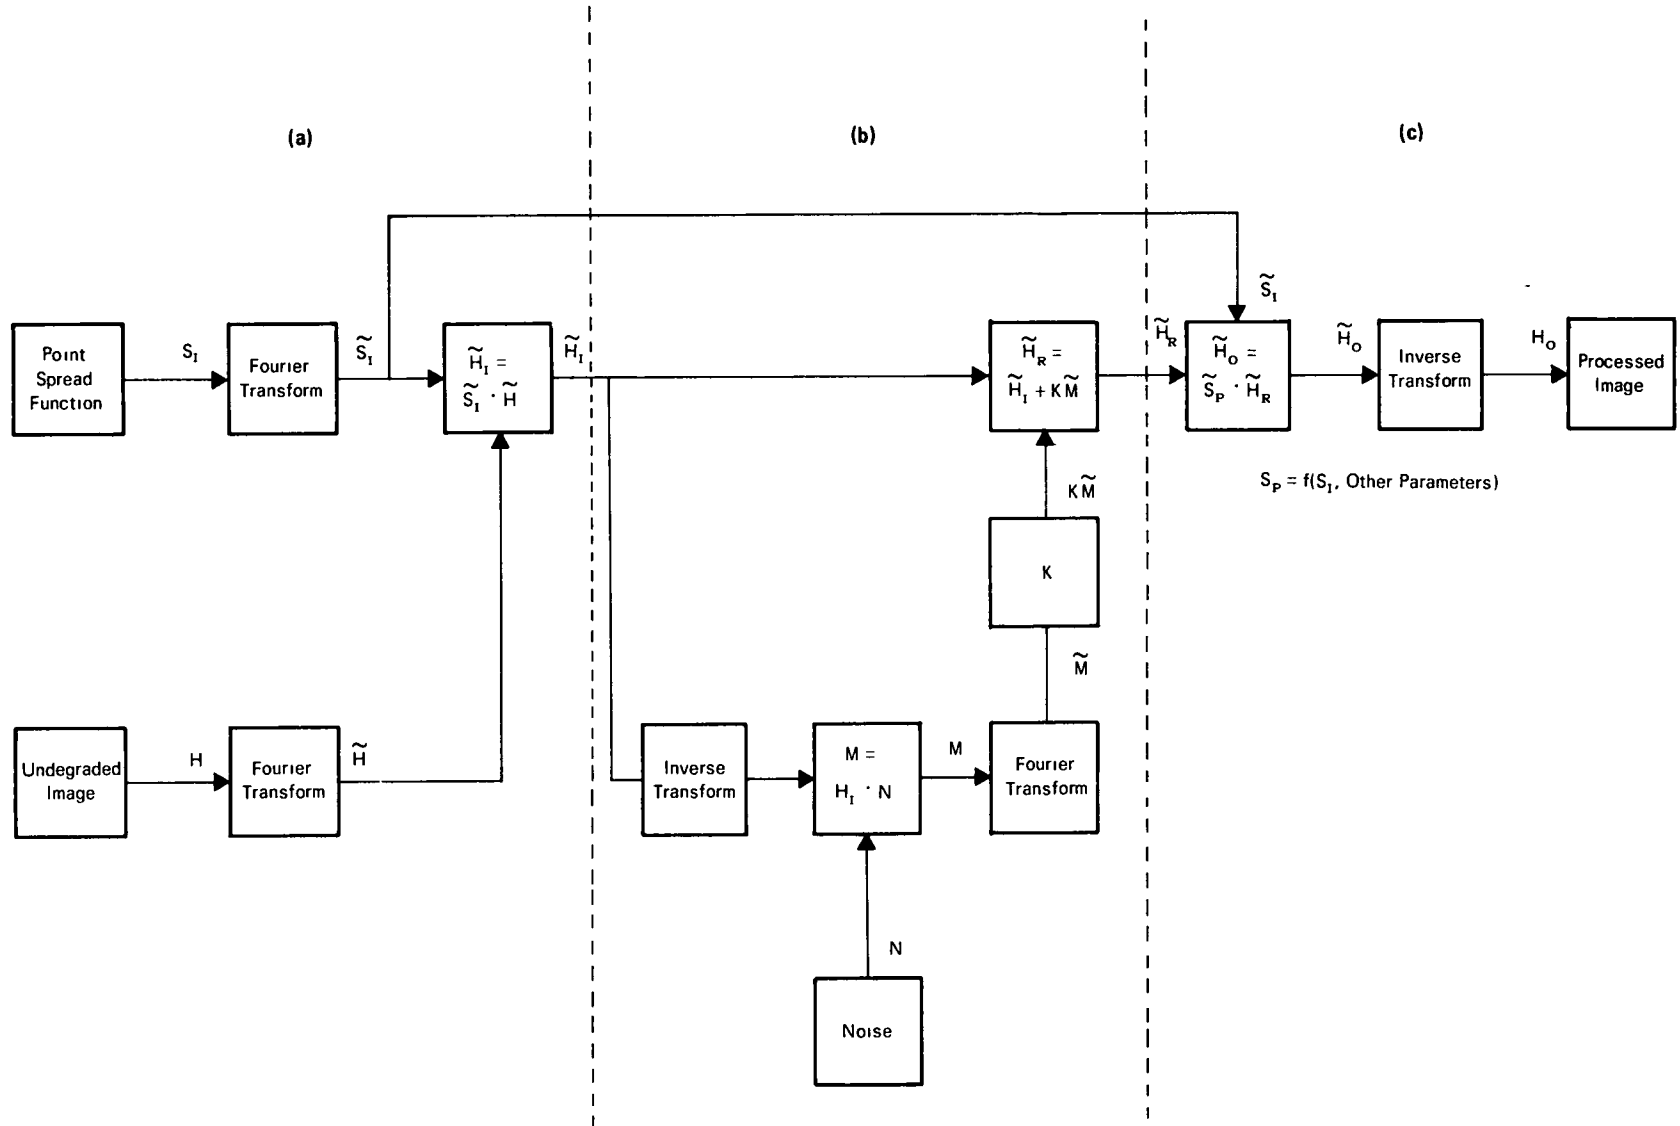 (a)
(b)
(c)
S̃_I
Point
Spread
Function
S_I
Fourier
Transform
S̃_I
H̃_I =
S̃_I · H̃
H̃_I
H̃_R =
H̃_I + KM̃
H̃_R
H̃_O =
S̃_P · H̃_R
H̃_O
Inverse
Transform
H_O
Processed
Image
S_P = f(S_I, Other Parameters)
KM̃
K
M̃
Undegraded
Image
H
Fourier
Transform
H̃
Inverse
Transform
M =
H_I · N
M
Fourier
Transform
N
Noise